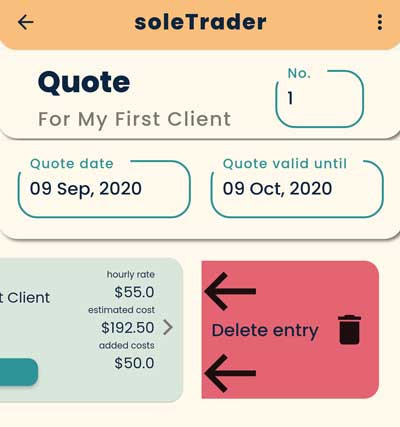 soleTrader
Quote
For My First Client
No.
1
Quote date
09 Sep, 2020
Quote valid until
09 Oct, 2020
t Client
hourly rate
$55.0
estimated cost
$192.50
added costs
$50.0
Delete entry